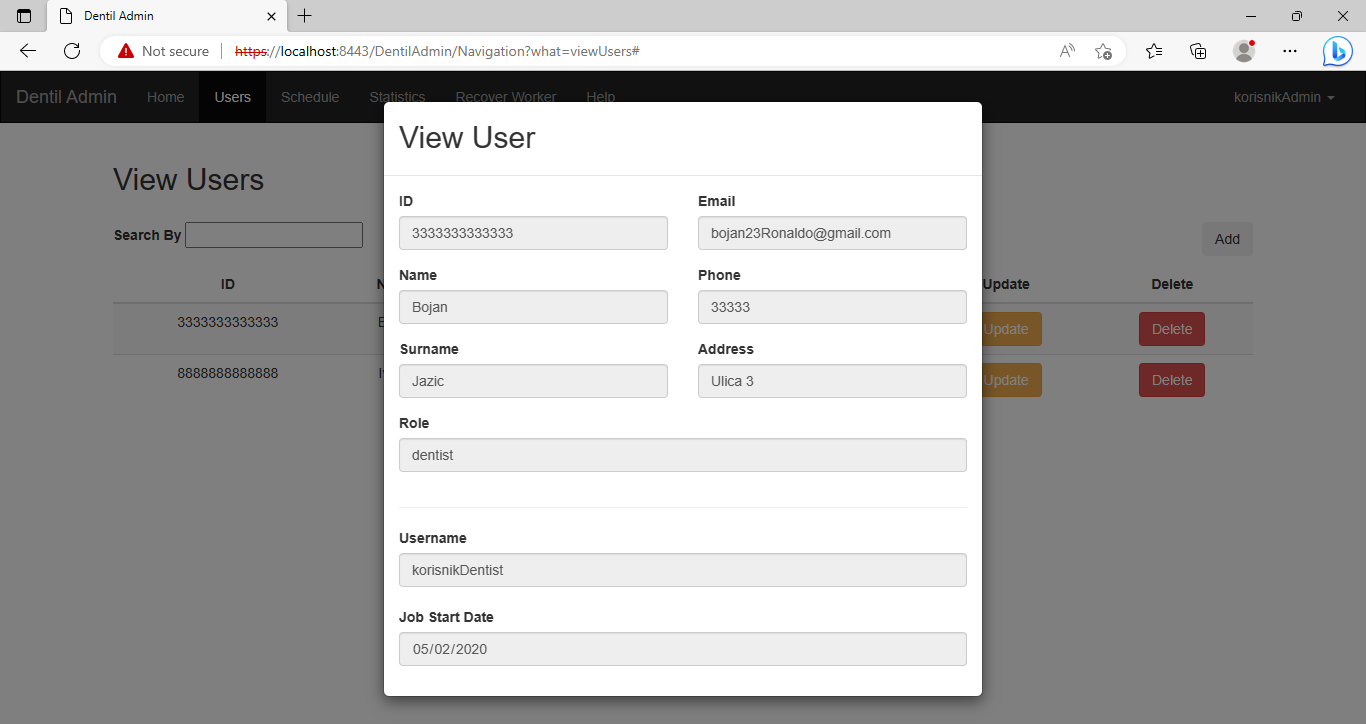 Dentil Admin
Not secure https://localhost:8443/DentilAdmin/Navigation?what=viewUsers#
Dentil Admin Home Users Schedule Statistics Recover Worker Help korisnikAdmin
View User
View Users
ID Email
3333333333333 bojan23Ronaldo@gmail.com
Search By Add
Name Phone
ID Update Delete
Bojan 33333
3333333333333 Update Delete
Surname Address
8888888888888 Jazic Ulica 3 Update Delete
Role
dentist
Username
korisnikDentist
Job Start Date
05/02/2020